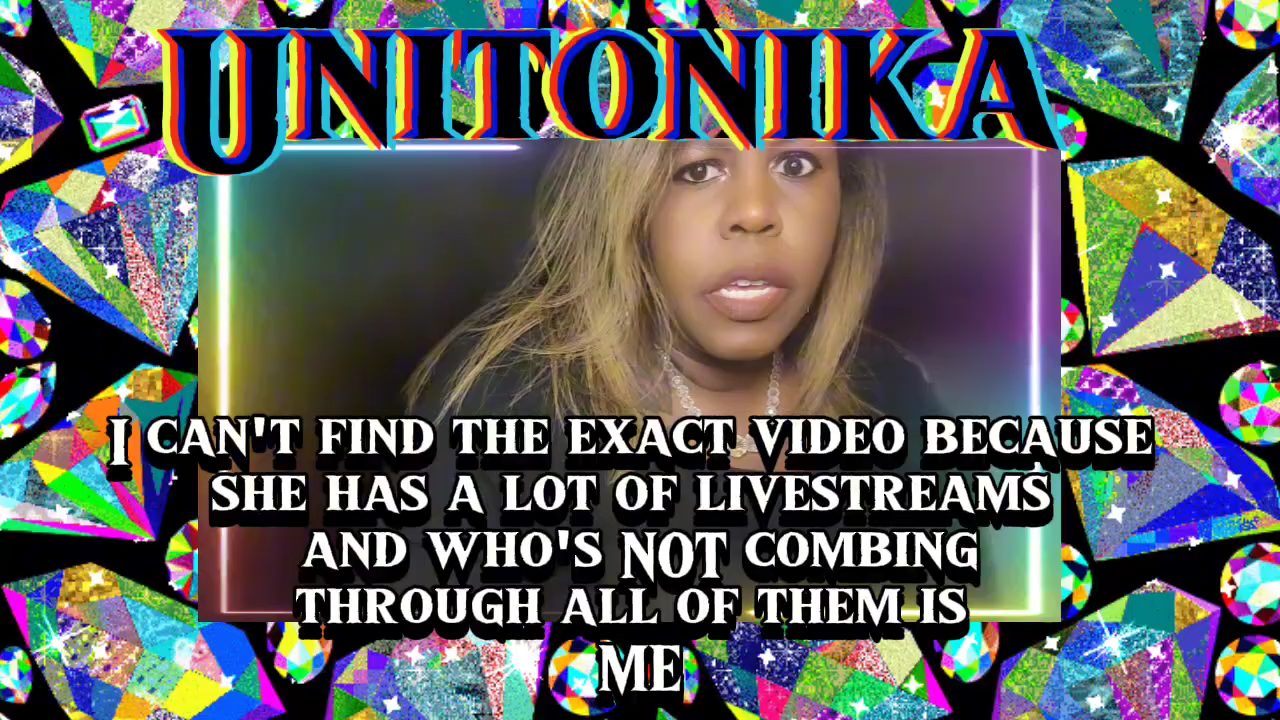 UNITONIKA
I CAN'T FIND THE EXACT VIDEO BECAUSE
SHE HAS A LOT OF LIVESTREAMS
AND WHO'S NOT COMBING
THROUGH ALL OF THEM IS
ME